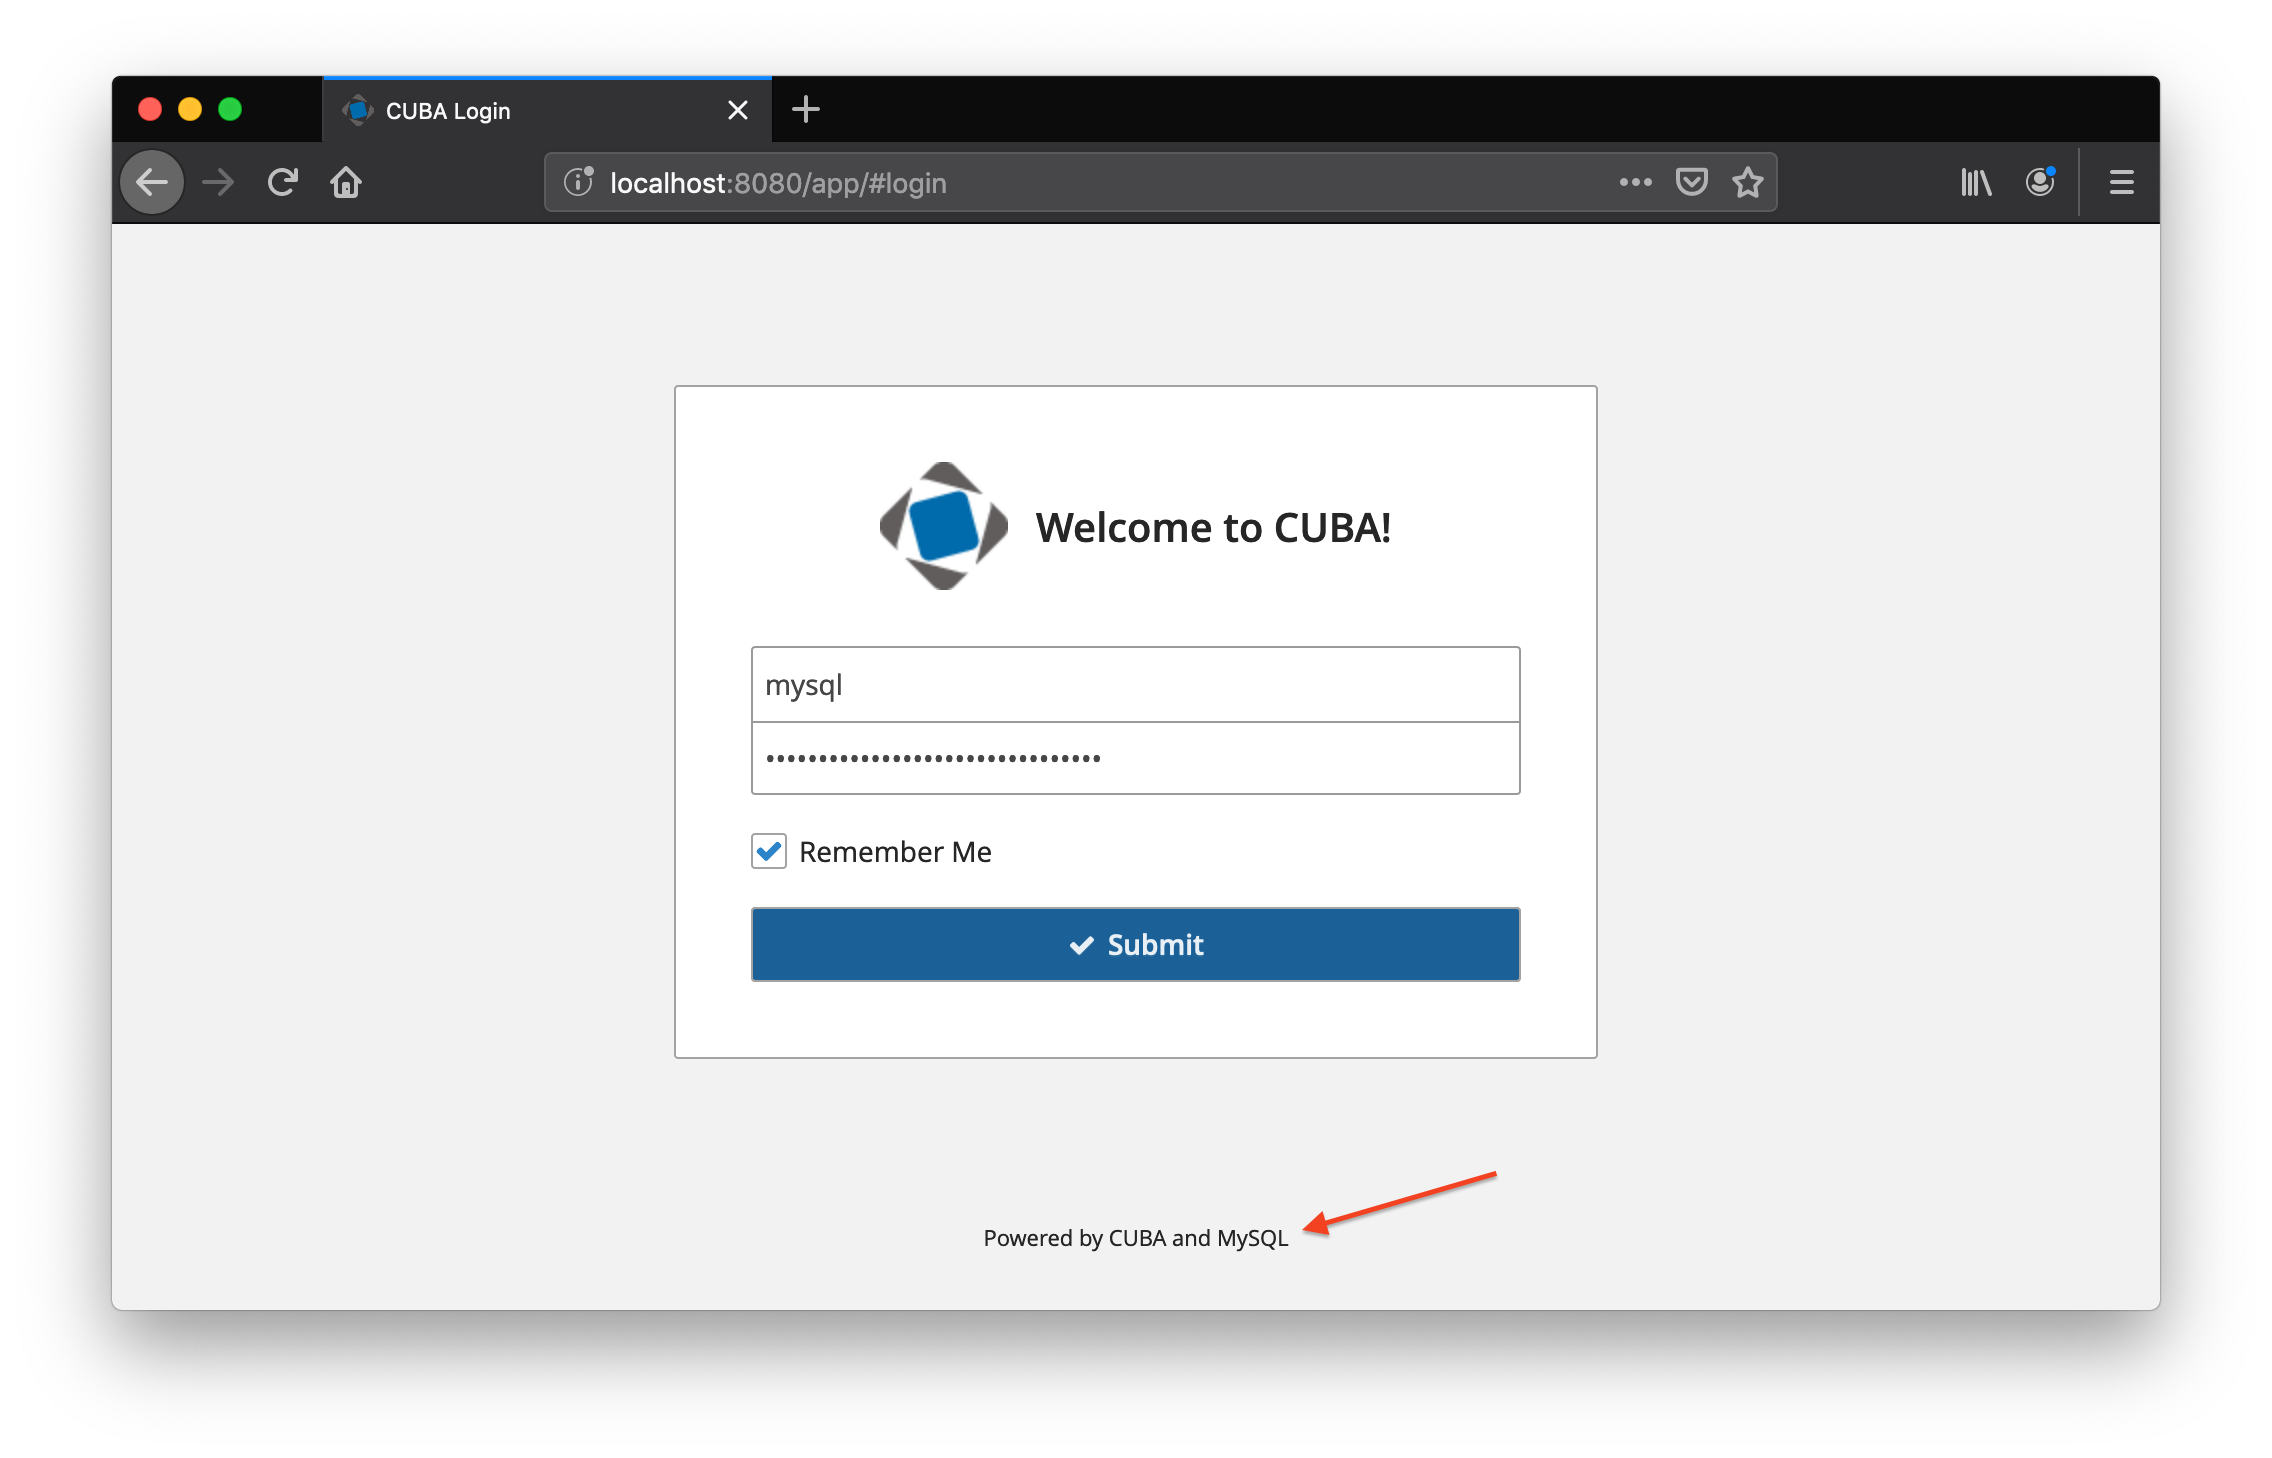 CUBA Login
localhost:8080/app/#login
Welcome to CUBA!
mysql
••••••••••••••••••••••••••••••••
Remember Me
Submit
Powered by CUBA and MySQL